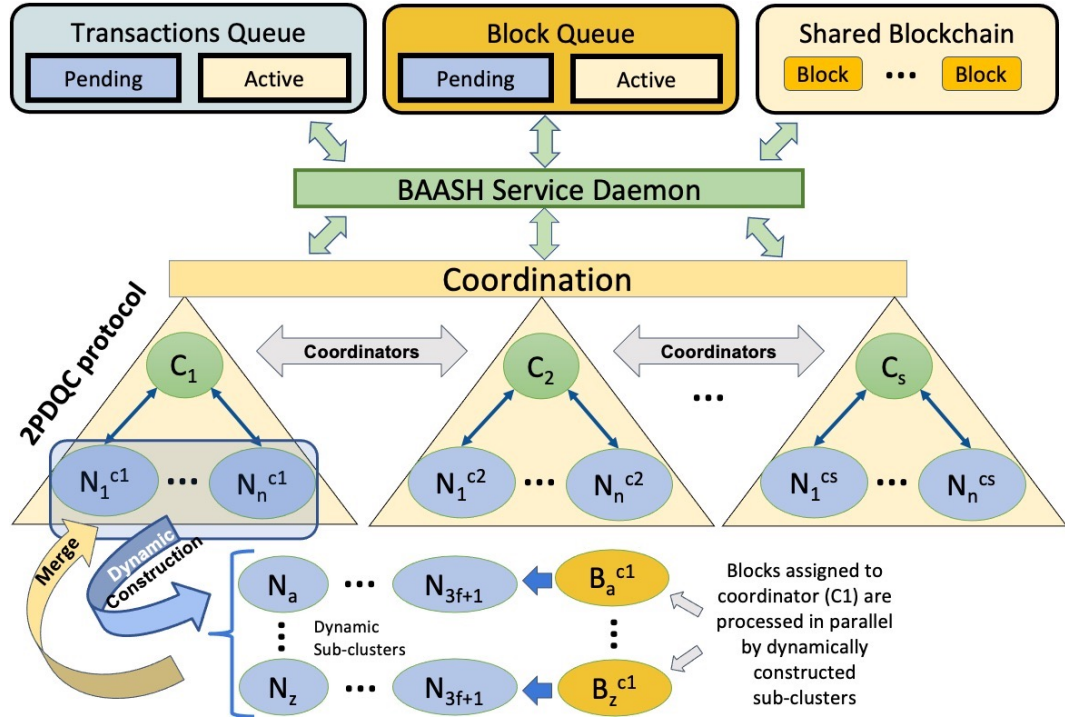 Transactions Queue
Pending
Active
Block Queue
Pending
Active
Shared Blockchain
Block ... Block
BAASH Service Daemon
Coordination
2PDQC protocol
C₁
Coordinators
C₂
Coordinators
Cₛ
...
N₁ᶜ¹ ... Nₙᶜ¹
N₁ᶜ² ... Nₙᶜ²
N₁ᶜˢ ... Nₙᶜˢ
Merge
Dynamic
Construction
Nₐ ... N₃f₊₁
Bₐᶜ¹
Dynamic
Sub-clusters
N_z ... N₃f₊₁
B_zᶜ¹
Blocks assigned to
coordinator (C1) are
processed in parallel
by dynamically
constructed
sub-clusters